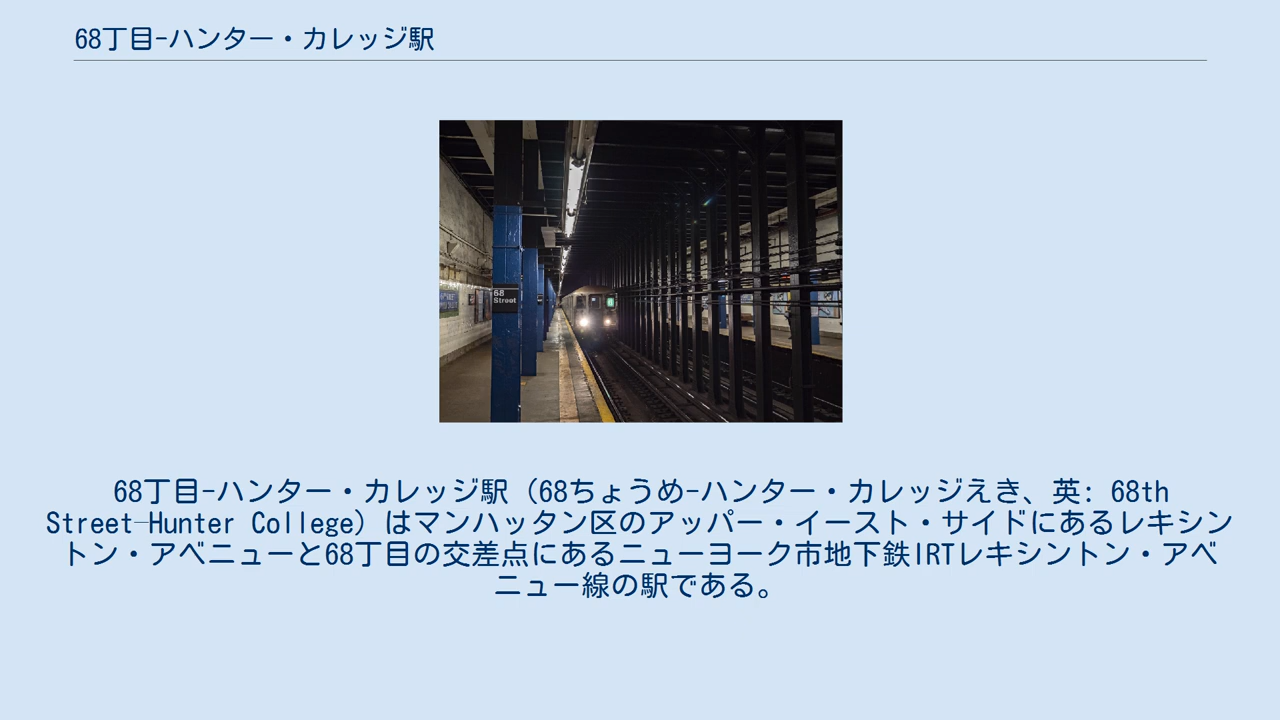 68丁目-ハンター・カレッジ駅
68
Street
68丁目-ハンター・カレッジ駅（68ちょうめ-ハンター・カレッジえき、英: 68th
Street–Hunter College）はマンハッタン区のアッパー・イースト・サイドにあるレキシン
トン・アベニューと68丁目の交差点にあるニューヨーク市地下鉄IRTレキシントン・アベ
ニュー線の駅である。